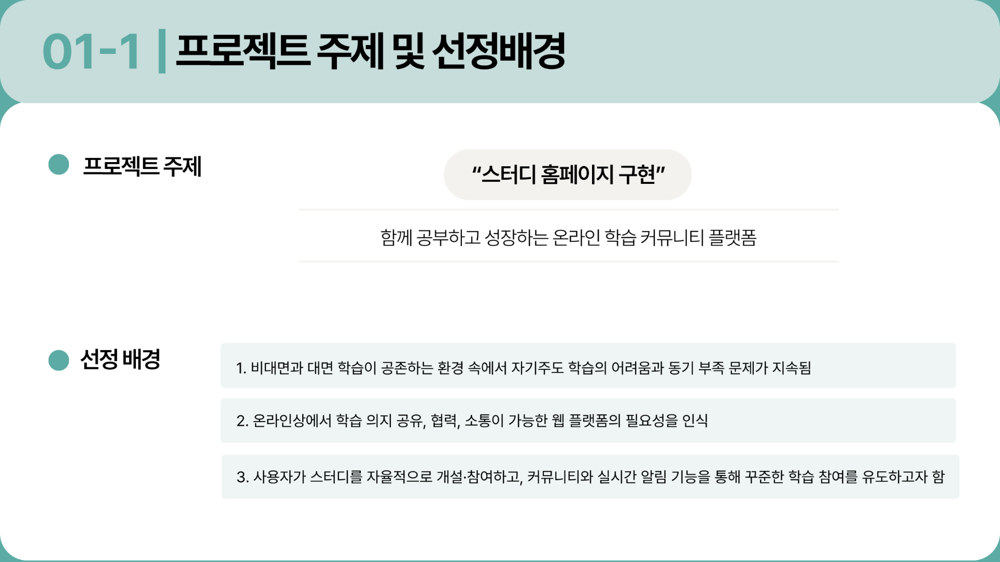 01-1 | 프로젝트 주제 및 선정배경
프로젝트 주제
“스터디 홈페이지 구현”
함께 공부하고 성장하는 온라인 학습 커뮤니티 플랫폼
선정 배경
1. 비대면과 대면 학습이 공존하는 환경 속에서 자기주도 학습의 어려움과 동기 부족 문제가 지속됨
2. 온라인상에서 학습 의지 공유, 협력, 소통이 가능한 웹 플랫폼의 필요성을 인식
3. 사용자가 스터디를 자율적으로 개설·참여하고, 커뮤니티와 실시간 알림 기능을 통해 꾸준한 학습 참여를 유도하고자 함